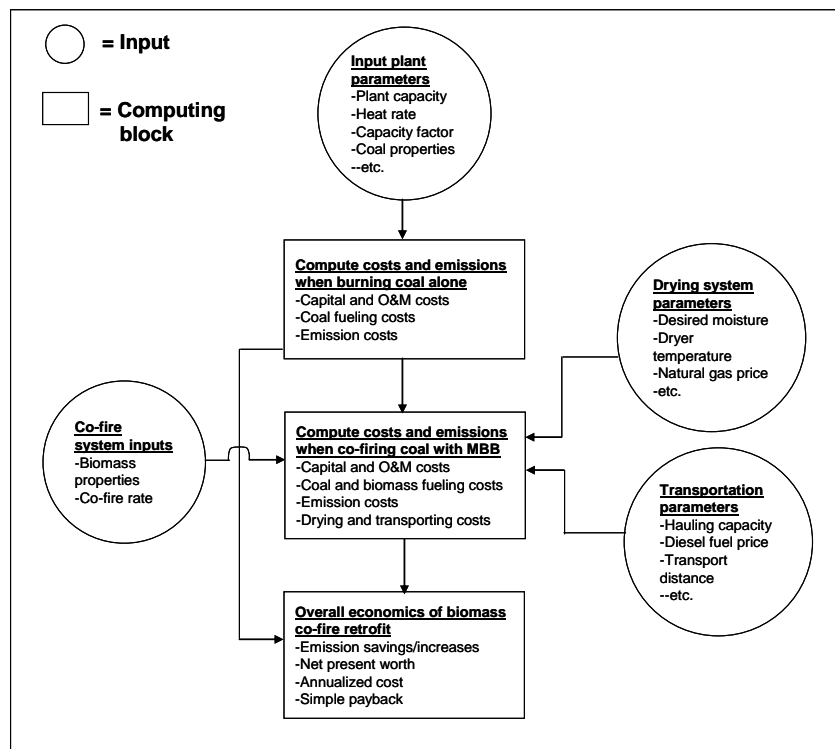 = Input
= Computing
block
Input plant
parameters
-Plant capacity
-Heat rate
-Capacity factor
-Coal properties
--etc.
Compute costs and emissions
when burning coal alone
-Capital and O&M costs
-Coal fueling costs
-Emission costs
Drying system
parameters
-Desired moisture
-Dryer
temperature
-Natural gas price
-etc.
Co-fire
system inputs
-Biomass
properties
-Co-fire rate
Compute costs and emissions
when co-firing coal with MBB
-Capital and O&M costs
-Coal and biomass fueling costs
-Emission costs
-Drying and transporting costs
Transportation
parameters
-Hauling capacity
-Diesel fuel price
-Transport
distance
--etc.
Overall economics of biomass
co-fire retrofit
-Emission savings/increases
-Net present worth
-Annualized cost
-Simple payback